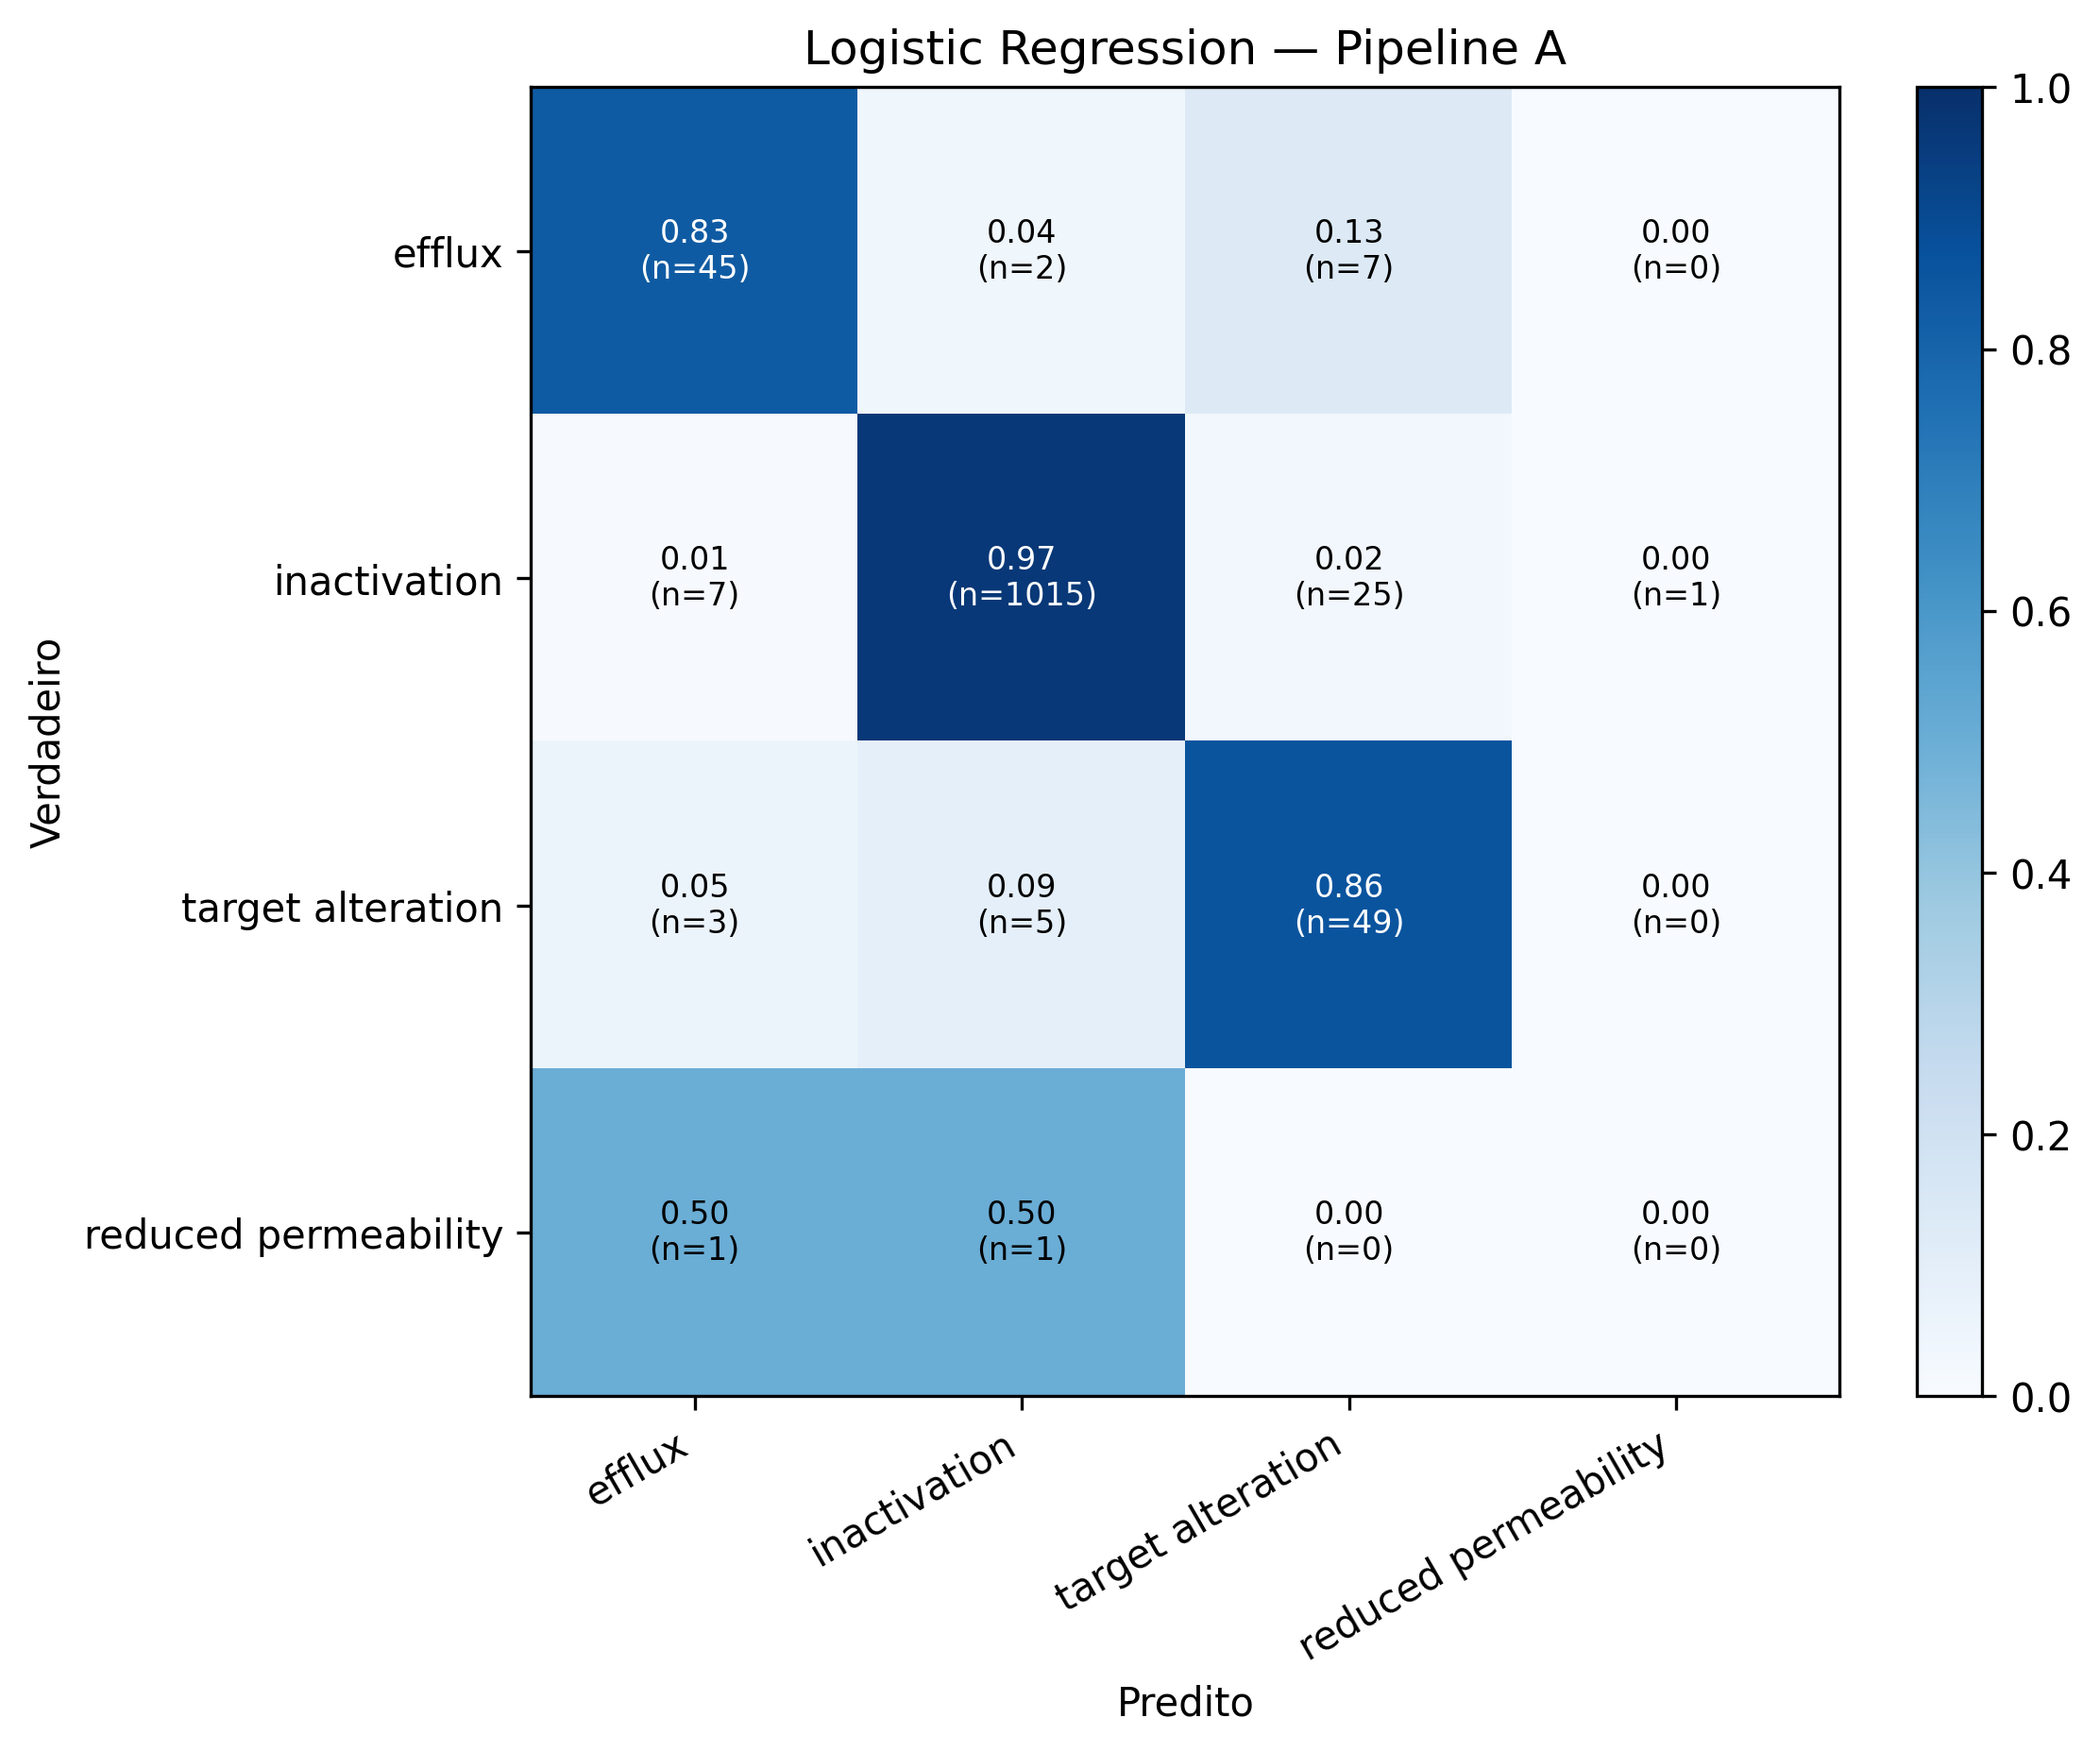 Logistic Regression — Pipeline A
efflux
0.83
(n=45)
0.04
(n=2)
0.13
(n=7)
0.00
(n=0)
inactivation
0.01
(n=7)
0.97
(n=1015)
0.02
(n=25)
0.00
(n=1)
target alteration
0.05
(n=3)
0.09
(n=5)
0.86
(n=49)
0.00
(n=0)
reduced permeability
0.50
(n=1)
0.50
(n=1)
0.00
(n=0)
0.00
(n=0)
Verdadeiro
efflux
inactivation
target alteration
reduced permeability
Predito
1.0
0.8
0.6
0.4
0.2
0.0